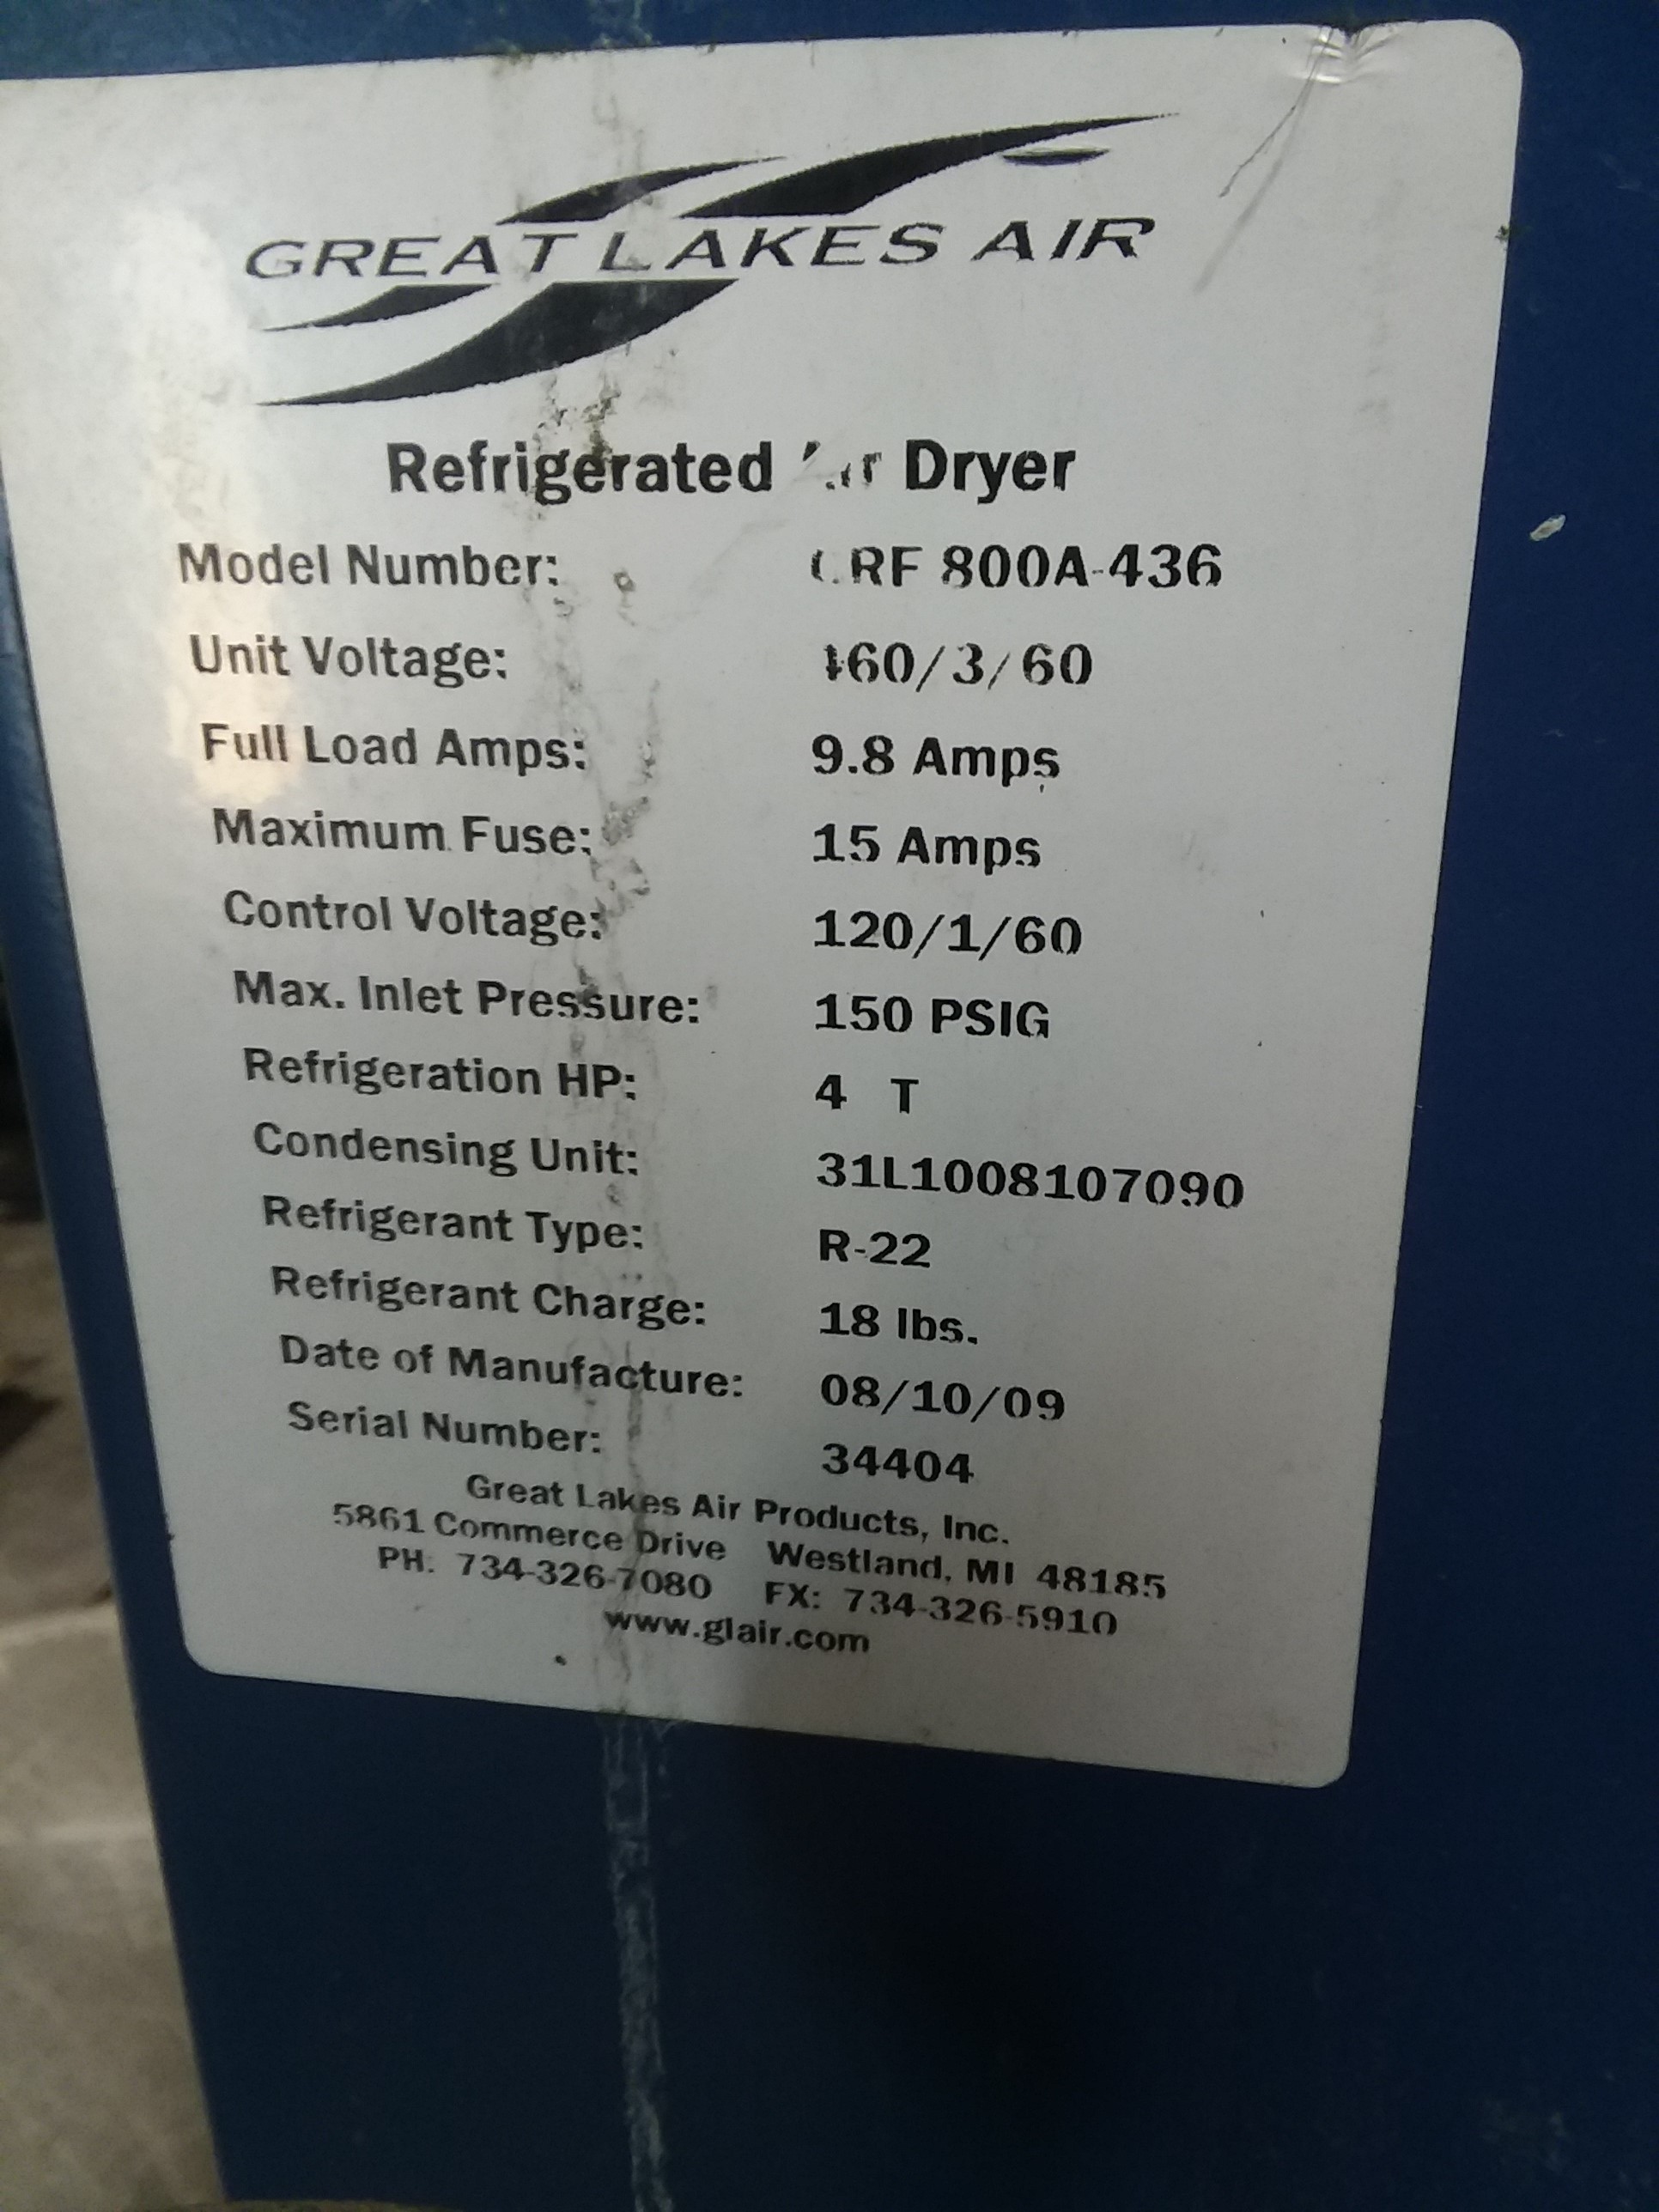 GREAT LAKES AIR
Refrigerated Dryer
Model Number: 800A-436
Unit Voltage: 460/3/60
Full Load Amps: 9.8 Amps
Maximum Fuse: 15 Amps
Control Voltage: 120/1/60
Max. Inlet Pressure: 150 PSIG
Refrigeration HP: 4 T
Condensing Unit: 31L1008107090
Refrigerant Type: R-22
Refrigerant Charge: 18 lbs.
Date of Manufacture: 08/10/09
Serial Number: 34404
Great Lakes Air Products, Inc.
5861 Commerce Drive Westland, MI 48185
PH: 734-326-7080 FX: 734-326-5910
www.glair.com